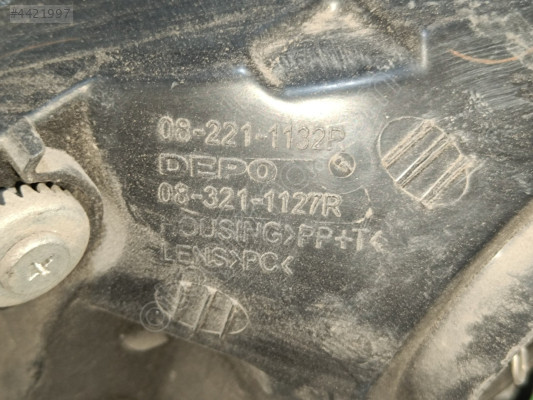 #4421997
08-221-1132R
DEPO
08-321-1127R
HOUSING>PP+T<
LENS>PC<